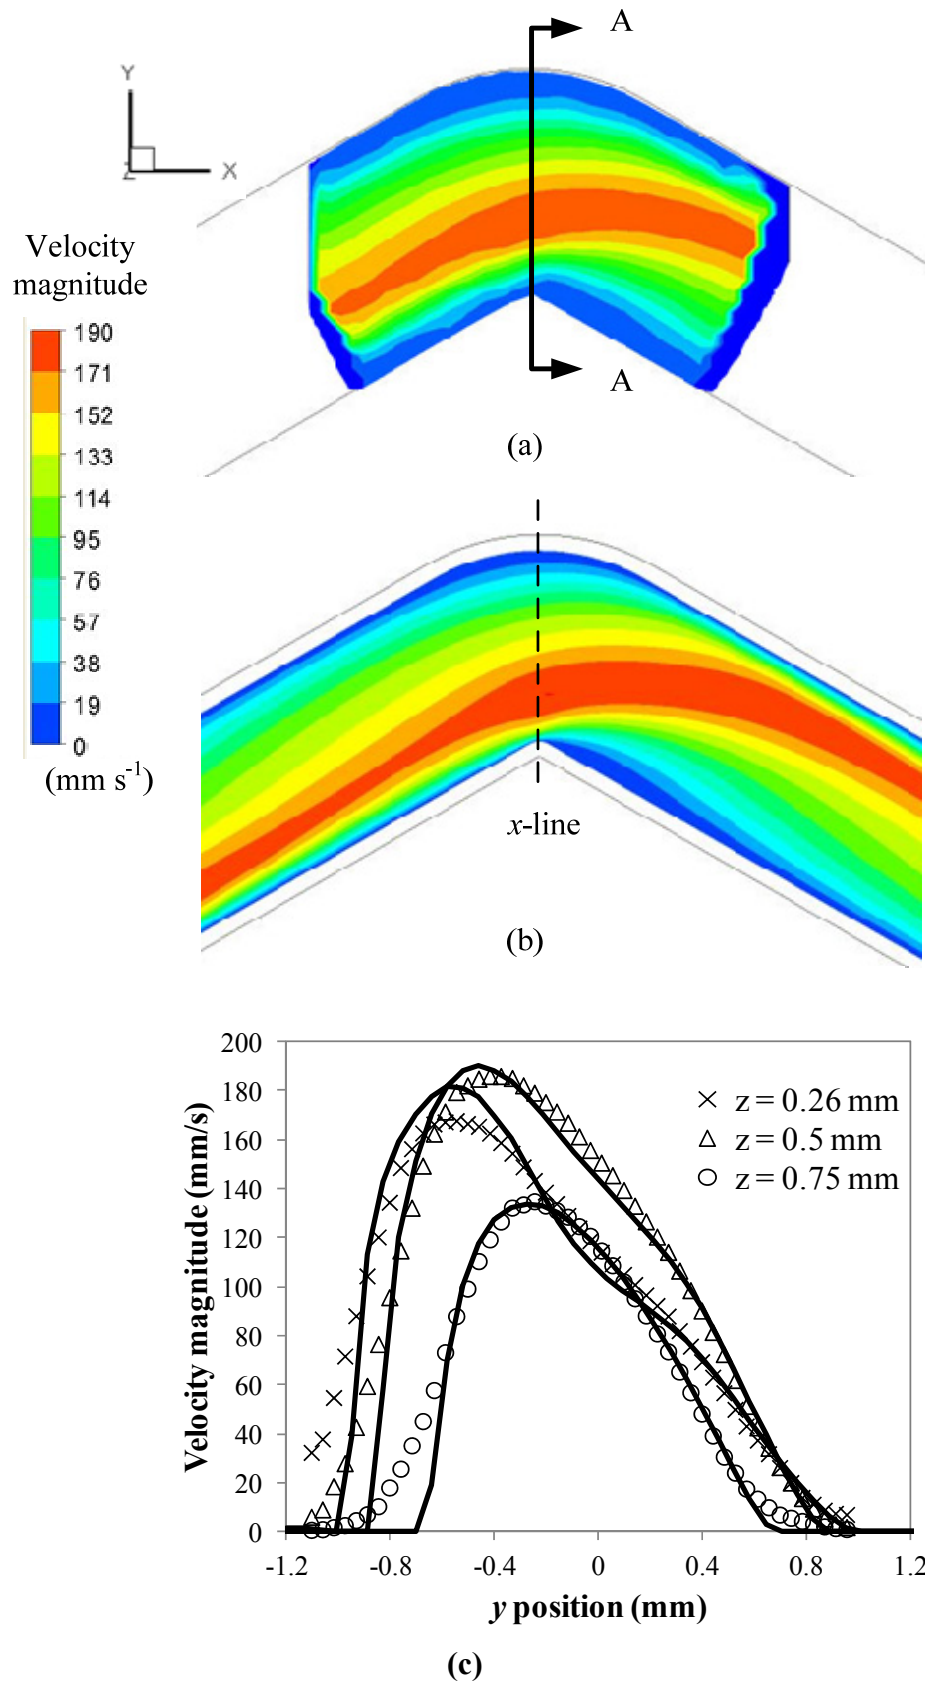 A
Y
Z
X
Velocity
magnitude
190
171
152
133
114
95
76
57
38
19
0
(mm s-1)
A
(a)
x-line
(b)
200
180
160
140
120
100
80
60
40
20
0
Velocity magnitude (mm/s)
z = 0.26 mm
z = 0.5 mm
z = 0.75 mm
-1.2 -0.8 -0.4 0 0.4 0.8 1.2
y position (mm)
(c)